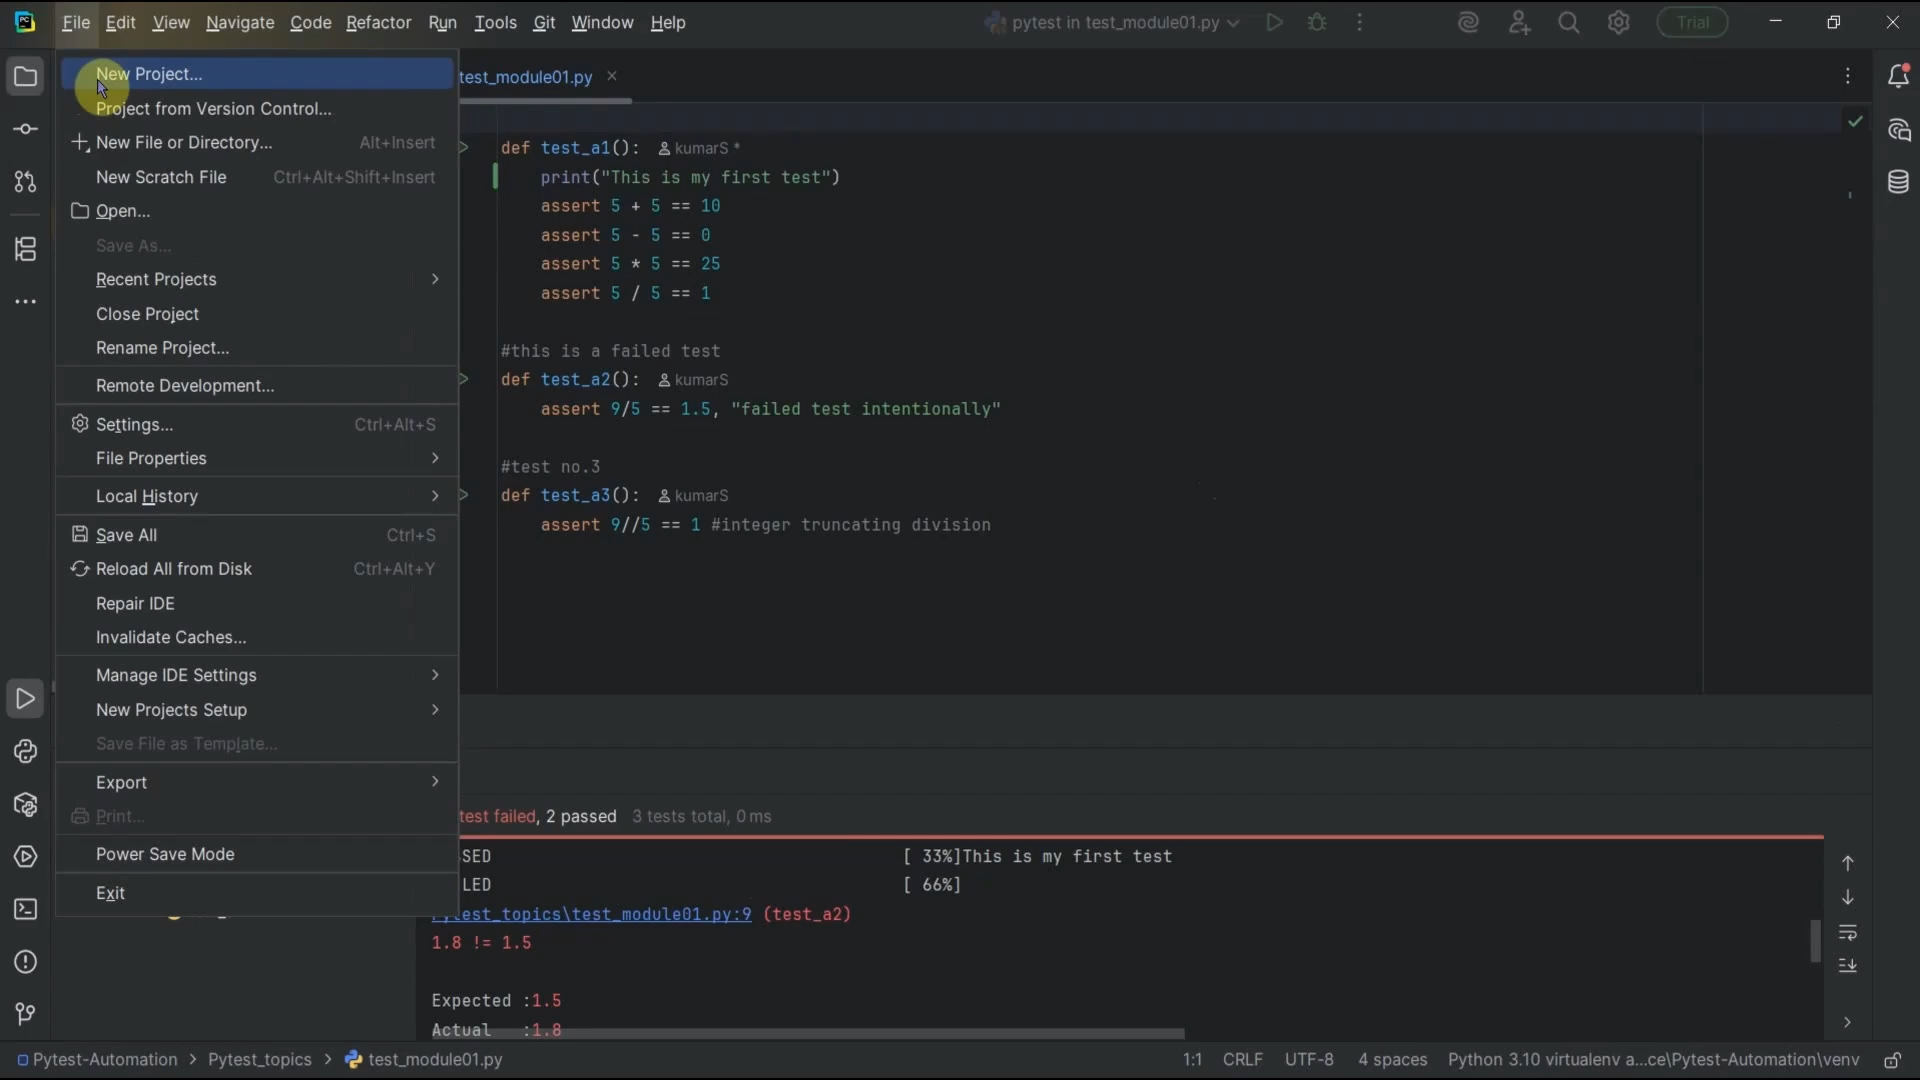 PC File Edit View Navigate Code Refactor Run Tools Git Window Help pytest in test_module01.py Trial
New Project...
Project from Version Control...
New File or Directory... Alt+Insert
New Scratch File Ctrl+Alt+Shift+Insert
Open...
Save As...
Recent Projects
Close Project
Rename Project...
Remote Development...
Settings... Ctrl+Alt+S
File Properties
Local History
Save All Ctrl+S
Reload All from Disk Ctrl+Alt+Y
Repair IDE
Invalidate Caches...
Manage IDE Settings
New Projects Setup
Save File as Template...
Export
Print...
Power Save Mode
Exit
test_module01.py
def test_a1(): kumarS *
print("This is my first test")
assert 5 + 5 == 10
assert 5 - 5 == 0
assert 5 * 5 == 25
assert 5 / 5 == 1
#this is a failed test
def test_a2(): kumarS
assert 9/5 == 1.5, "failed test intentionally"
#test no.3
def test_a3(): kumarS
assert 9//5 == 1 #integer truncating division
test failed, 2 passed 3 tests total, 0 ms
SED [ 33%]This is my first test
LED [ 66%]
test_topics\test_module01.py:9 (test_a2)
1.8 != 1.5
Expected :1.5
Actual :1.8
Pytest-Automation > Pytest_topics > test_module01.py 1:1 CRLF UTF-8 4 spaces Python 3.10 virtualenv a...ce\Pytest-Automation\venv